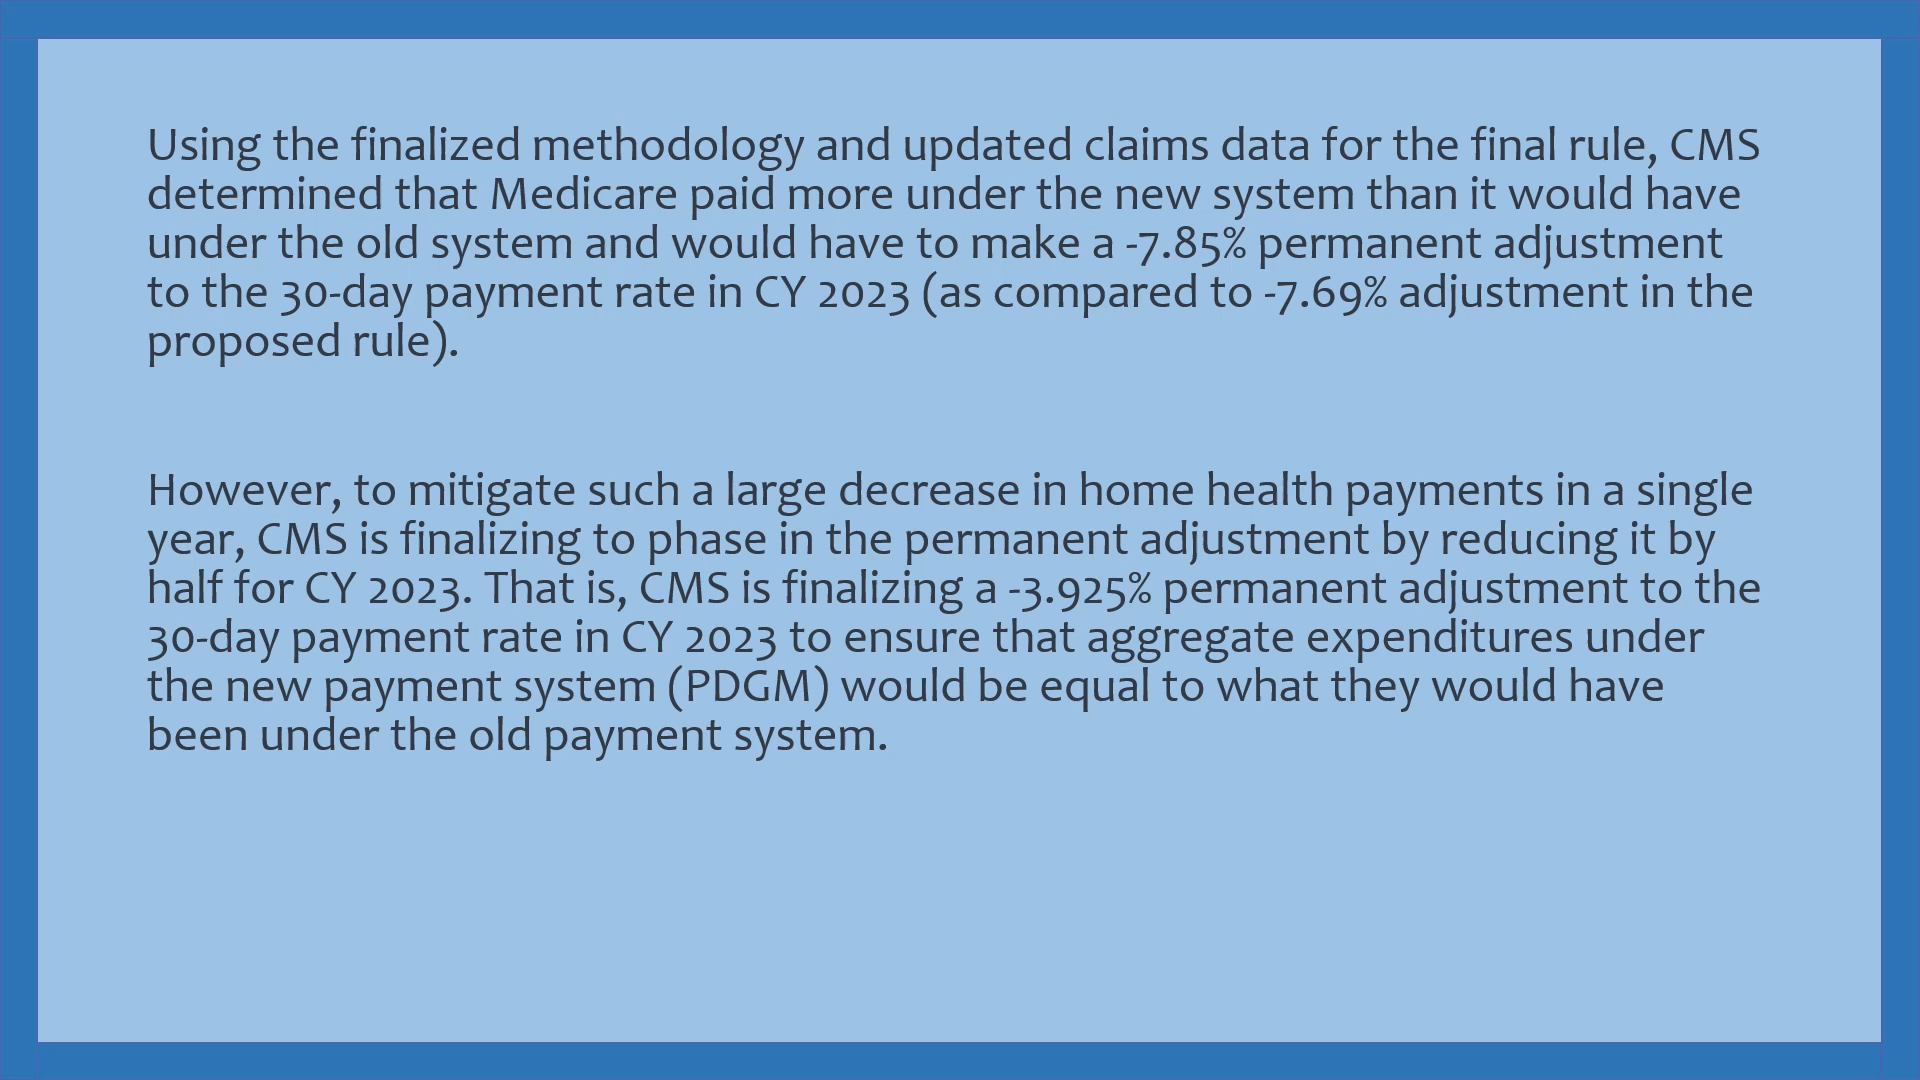 Using the finalized methodology and updated claims data for the final rule, CMS
determined that Medicare paid more under the new system than it would have
under the old system and would have to make a -7.85% permanent adjustment
to the 30-day payment rate in CY 2023 (as compared to -7.69% adjustment in the
proposed rule).
However, to mitigate such a large decrease in home health payments in a single
year, CMS is finalizing to phase in the permanent adjustment by reducing it by
half for CY 2023. That is, CMS is finalizing a -3.925% permanent adjustment to the
30-day payment rate in CY 2023 to ensure that aggregate expenditures under
the new payment system (PDGM) would be equal to what they would have
been under the old payment system.